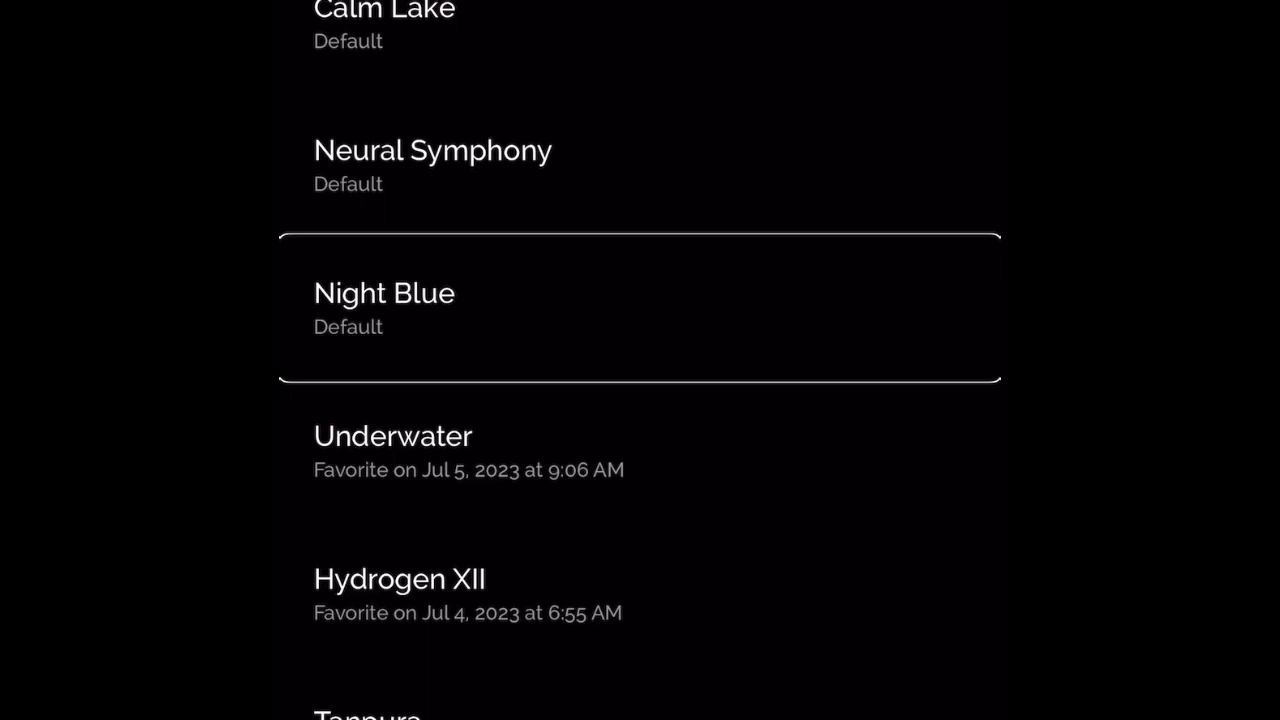 Calm Lake
Default
Neural Symphony
Default
Night Blue
Default
Underwater
Favorite on Jul 5, 2023 at 9:06 AM
Hydrogen XII
Favorite on Jul 4, 2023 at 6:55 AM
Tanpura